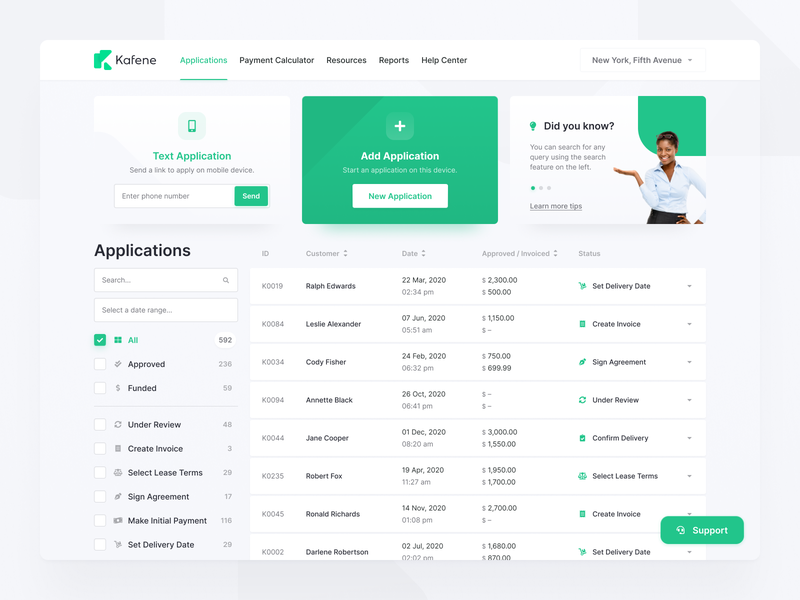 Kafene
Applications
Payment Calculator
Resources
Reports
Help Center
New York, Fifth Avenue
Text Application
Send a link to apply on mobile device.
Enter phone number
Send
Add Application
Start an application on this device.
New Application
Did you know?
You can search for any
query using the search
feature on the left.
Learn more tips
Applications
Search...
Select a date range...
All 592
Approved 236
$ Funded 59
Under Review 48
Create Invoice 3
Select Lease Terms 29
Sign Agreement 17
Make Initial Payment 116
Set Delivery Date 29
ID Customer Date Approved / Invoiced Status
K0019 Ralph Edwards 22 Mar, 2020 $ 2,300.00 Set Delivery Date
02:34 pm $ 500.00
K0084 Leslie Alexander 07 Jun, 2020 $ 1,150.00 Create Invoice
05:51 am $ –
K0034 Cody Fisher 24 Feb, 2020 $ 750.00 Sign Agreement
06:32 pm $ 699.99
K0094 Annette Black 26 Oct, 2020 $ – Under Review
06:41 pm $ –
K0044 Jane Cooper 01 Dec, 2020 $ 3,000.00 Confirm Delivery
08:20 am $ 1,550.00
K0235 Robert Fox 19 Apr, 2020 $ 1,950.00 Select Lease Terms
11:27 am $ 1,700.00
K0045 Ronald Richards 14 Nov, 2020 $ 2,700.00 Create Invoice
01:08 pm $ –
K0002 Darlene Robertson 02 Jul, 2020 $ 1,680.00 Set Delivery Date
02:02 pm $ 870.00
Support